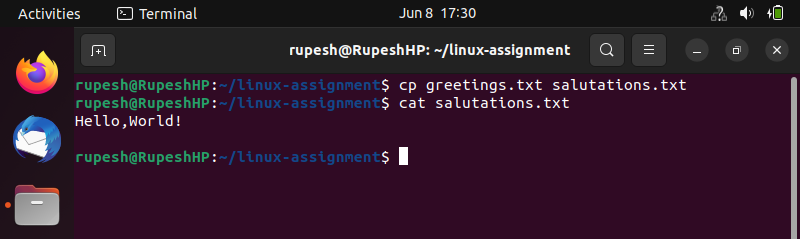 Activities Terminal Jun 8 17:30
rupesh@RupeshHP: ~/linux-assignment
rupesh@RupeshHP:~/linux-assignment$ cp greetings.txt salutations.txt
rupesh@RupeshHP:~/linux-assignment$ cat salutations.txt
Hello,World!

rupesh@RupeshHP:~/linux-assignment$